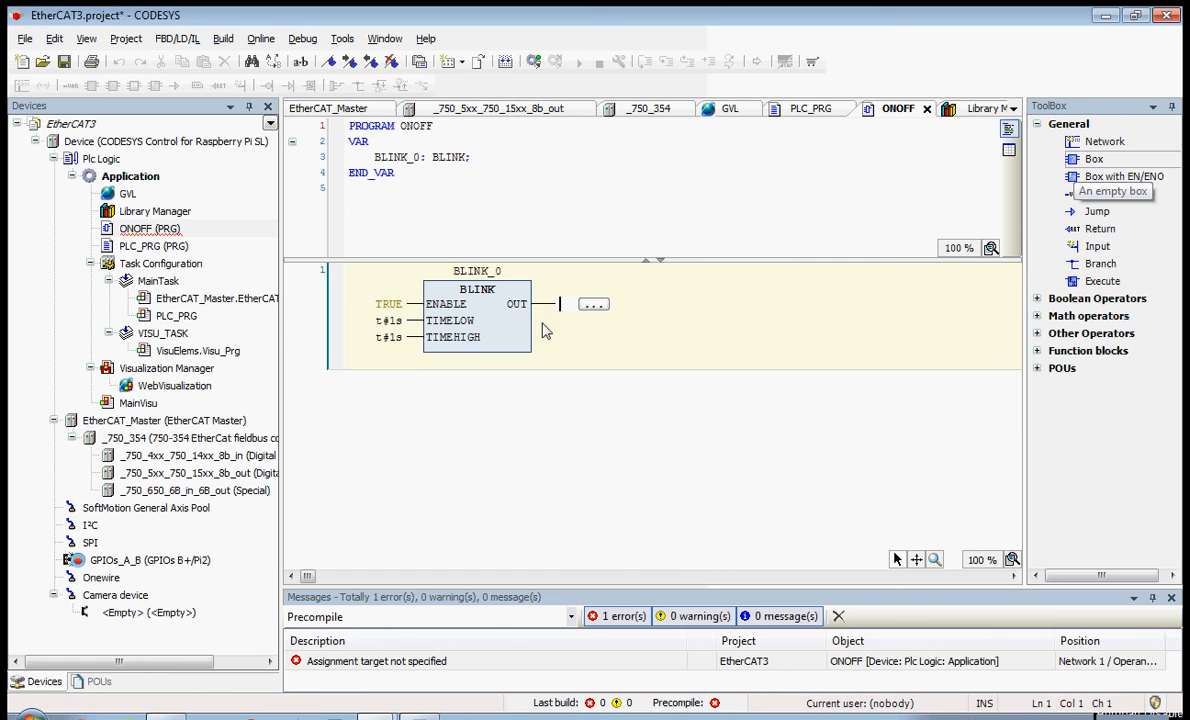 EtherCAT3.project* - CODESYS
File Edit View Project FBD/LD/IL Build Online Debug Tools Window Help
Devices
EtherCAT3
Device (CODESYS Control for Raspberry Pi SL)
Plc Logic
Application
GVL
Library Manager
ONOFF (PRG)
PLC_PRG (PRG)
Task Configuration
MainTask
EtherCAT_Master.EtherCAT
PLC_PRG
VISU_TASK
VisuElems.Visu_Prg
Visualization Manager
WebVisualization
MainVisu
EtherCAT_Master (EtherCAT Master)
_750_354 (750-354 EtherCat fieldbus co
_750_4xx_750_14xx_8b_in (Digital
_750_5xx_750_15xx_8b_out (Digita
_750_650_6B_in_6B_out (Special)
SoftMotion General Axis Pool
I²C
SPI
GPIOs_A_B (GPIOs B+/Pi2)
Onewire
Camera device
<Empty> (<Empty>)
Devices POUs
EtherCAT_Master _750_5xx_750_15xx_8b_out _750_354 GVL PLC_PRG ONOFF Library M
1 PROGRAM ONOFF
2 VAR
3 BLINK_0: BLINK;
4 END_VAR
5
100 %
1
BLINK_0
BLINK
TRUE ENABLE OUT ...
t#1s TIMELOW
t#1s TIMEHIGH
100 %
ToolBox
General
Network
Box
Box with EN/ENO
An empty box
Jump
Return
Input
Branch
Execute
Boolean Operators
Math operators
Other Operators
Function blocks
POUs
Messages - Totally 1 error(s), 0 warning(s), 0 message(s)
Precompile 1 error(s) 0 warning(s) 0 message(s)
Description Project Object Position
Assignment target not specified EtherCAT3 ONOFF [Device: Plc Logic: Application] Network 1 / Operan...
Last build: 0 0 Precompile: Current user: (nobody) INS Ln 1 Col 1 Ch 1